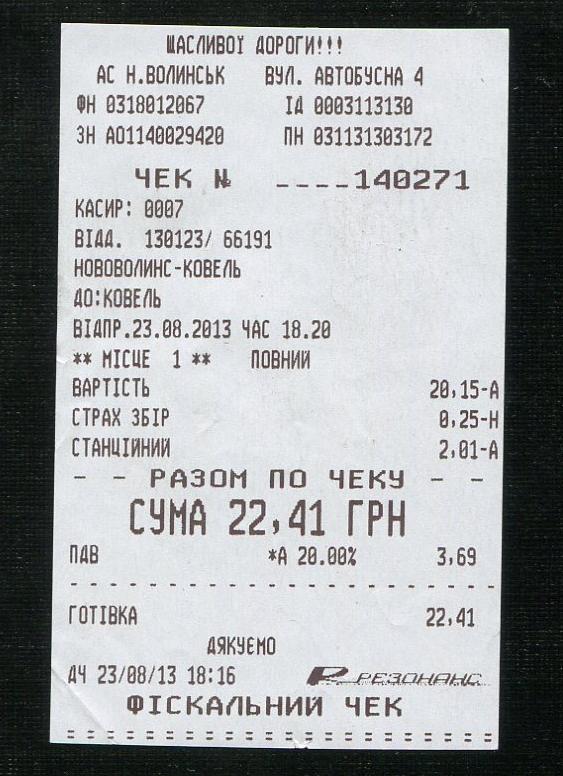 ЩАСЛИВОЇ ДОРОГИ!!!
АС Н.ВОЛИНСЬК ВУЛ. АВТОБУСНА 4
ФН 0318012067 ІД 0003113130
ЗН АО1140029420 ПН 031131303172
ЧЕК № ____140271
КАСИР: 0007
ВІДД. 130123/ 66191
НОВОВОЛИНС-КОВЕЛЬ
ДО:КОВЕЛЬ
ВІДПР.23.08.2013 ЧАС 18.20
** МІСЦЕ 1 ** ПОВНИЙ
ВАРТІСТЬ 20,15-А
СТРАХ ЗБІР 0,25-Н
СТАНЦІЙНИЙ 2,01-А
- - РАЗОМ ПО ЧЕКУ - -
СУМА 22,41 ГРН
ПДВ *А 20.00% 3,69
ГОТІВКА 22,41
ДЯКУЄМО
ДЧ 23/08/13 18:16 РЕЗОНАНС
ФІСКАЛЬНИЙ ЧЕК